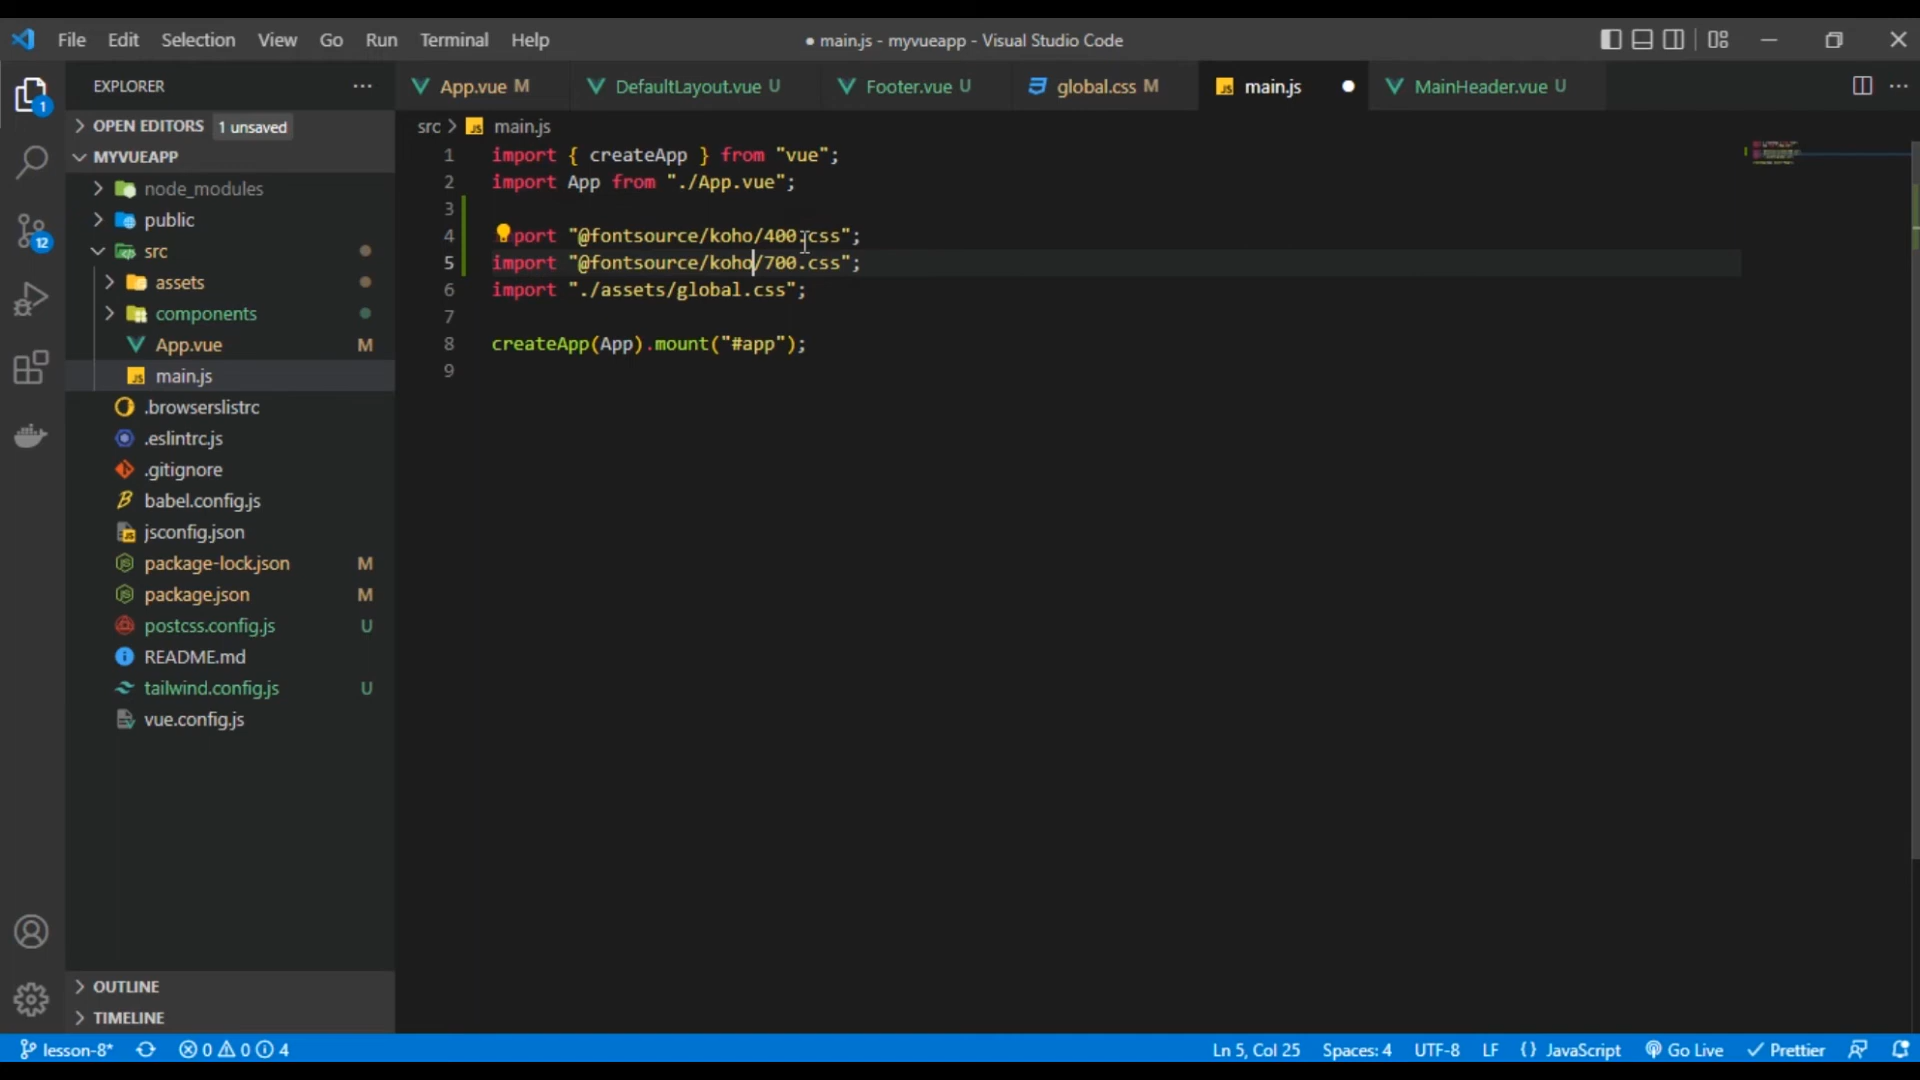 File Edit Selection View Go Run Terminal Help
● main.js - myvueapp - Visual Studio Code
EXPLORER ...
App.vue M
DefaultLayout.vue U
Footer.vue U
global.css M
main.js ●
MainHeader.vue U
OPEN EDITORS 1 unsaved
MYVUEAPP
node_modules
public
src
assets
components
App.vue M
main.js
.browserslistrc
.eslintrc.js
.gitignore
babel.config.js
jsconfig.json
package-lock.json M
package.json M
postcss.config.js U
README.md
tailwind.config.js U
vue.config.js
OUTLINE
TIMELINE
1
12
src > main.js
1 import { createApp } from "vue";
2 import App from "./App.vue";
3
4 port "@fontsource/koho/400.css";
5 import "@fontsource/koho/700.css";
6 import "./assets/global.css";
7
8 createApp(App).mount("#app");
9
lesson-8* 0 0 4
Ln 5, Col 25 Spaces: 4 UTF-8 LF {} JavaScript Go Live Prettier